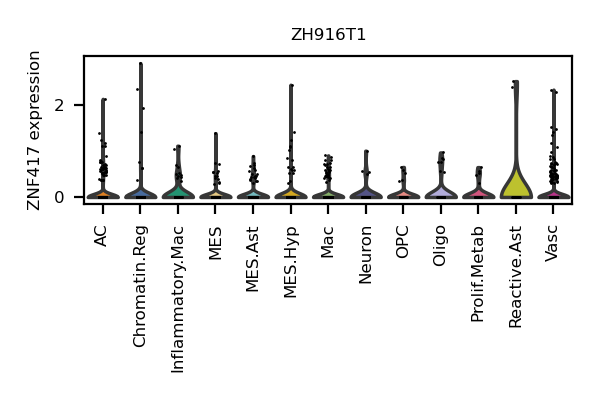 ZH916T1
ZNF417 expression
2
0
AC
Chromatin.Reg
Inflammatory.Mac
MES
MES.Ast
MES.Hyp
Mac
Neuron
OPC
Oligo
Prolif.Metab
Reactive.Ast
Vasc